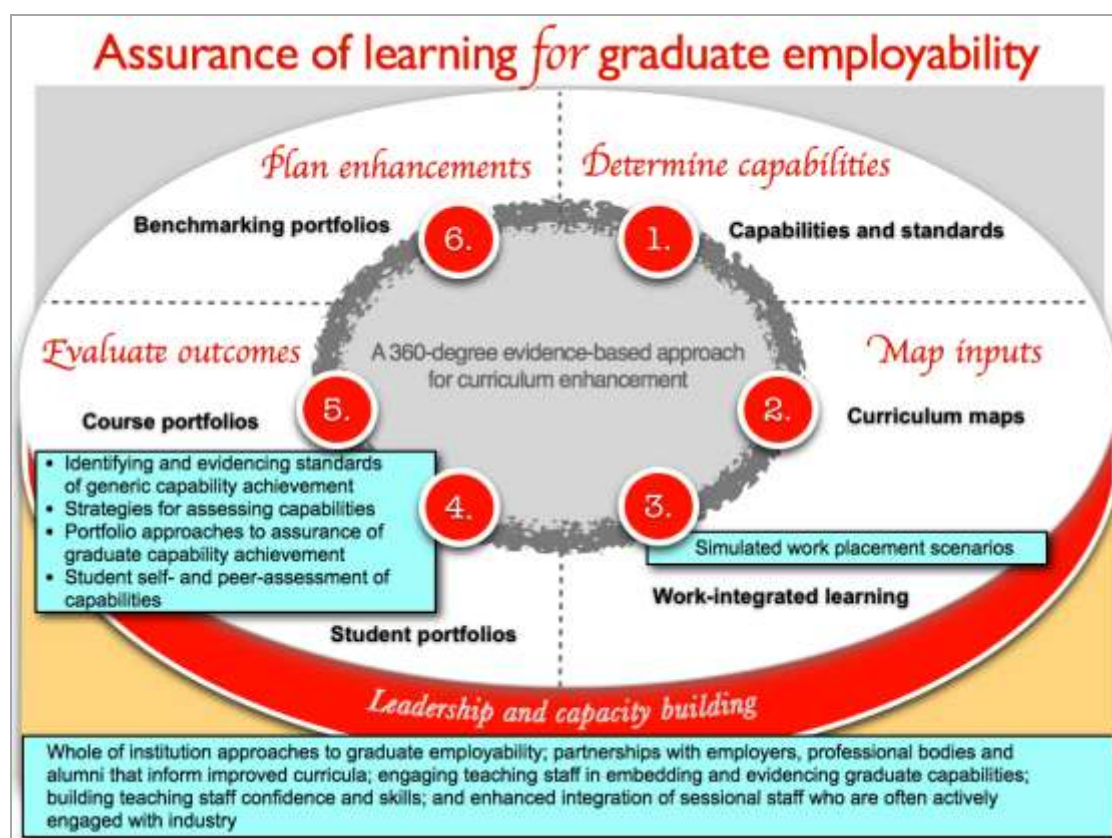 Assurance of learning for graduate employability
Plan enhancements
Determine capabilities
Benchmarking portfolios
6.
1.
Capabilities and standards
Evaluate outcomes
A 360-degree evidence-based approach
for curriculum enhancement
Map inputs
Course portfolios
5.
2.
Curriculum maps
• Identifying and evidencing standards
of generic capability achievement
• Strategies for assessing capabilities
• Portfolio approaches to assurance of
graduate capability achievement
• Student self- and peer-assessment of
capabilities
4.
3.
Simulated work placement scenarios
Work-integrated learning
Student portfolios
Leadership and capacity building
Whole of institution approaches to graduate employability; partnerships with employers, professional bodies and
alumni that inform improved curricula; engaging teaching staff in embedding and evidencing graduate capabilities;
building teaching staff confidence and skills; and enhanced integration of sessional staff who are often actively
engaged with industry